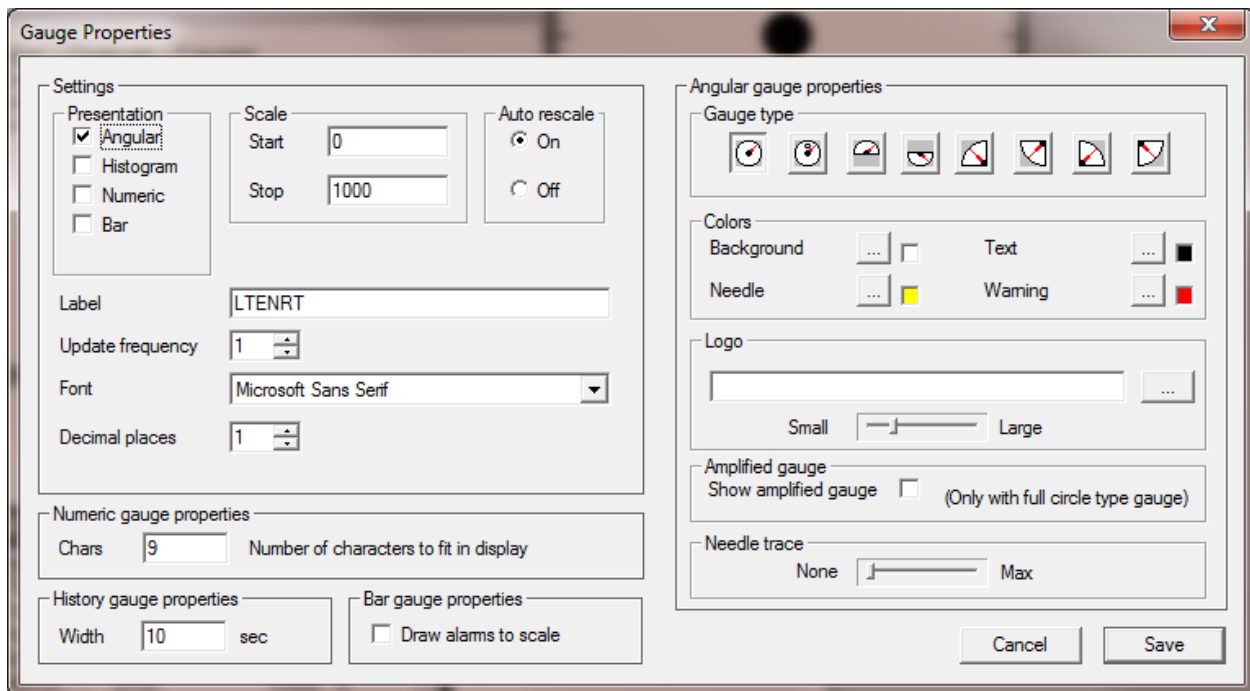 Gauge Properties
Settings
Presentation
Angular
Histogram
Numeric
Bar
Scale
Start 0
Stop 1000
Auto rescale
On
Off
Label LTENRT
Update frequency 1
Font Microsoft Sans Serif
Decimal places 1
Numeric gauge properties
Chars 9 Number of characters to fit in display
History gauge properties
Width 10 sec
Bar gauge properties
Draw alarms to scale
Angular gauge properties
Gauge type
Colors
Background ... Text ...
Needle ... Warning ...
Logo
...
Small Large
Amplified gauge
Show amplified gauge (Only with full circle type gauge)
Needle trace
None Max
Cancel Save